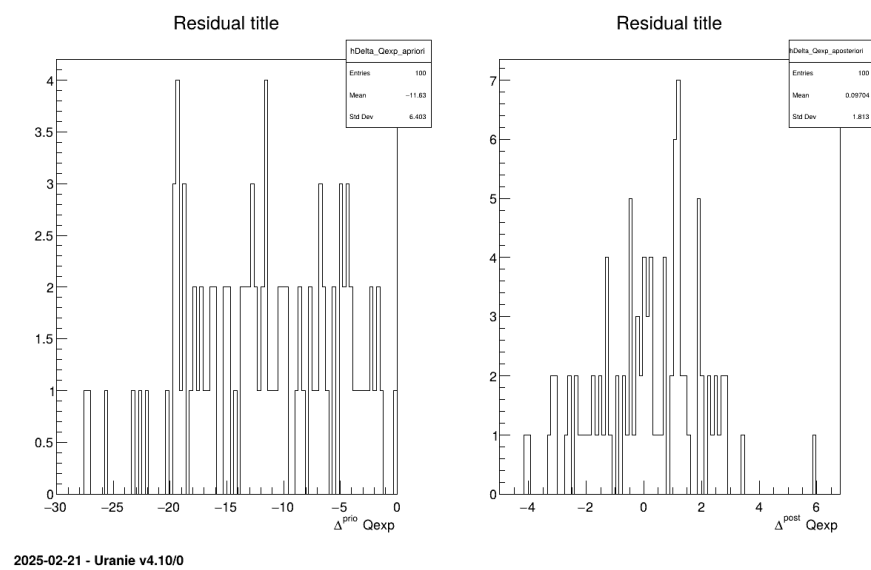 Residual title
hDelta_Qexp_apriori
Entries 100
Mean −11.63
Std Dev 6.403
4
3.5
3
2.5
2
1.5
1
0.5
0
−30 −25 −20 −15 −10 −5 0
Δprio Qexp
Residual title
hDelta_Qexp_aposteriori
Entries 100
Mean 0.09704
Std Dev 1.813
7
6
5
4
3
2
1
0
−4 −2 0 2 4 6
Δpost Qexp
2025-02-21 - Uranie v4.10/0